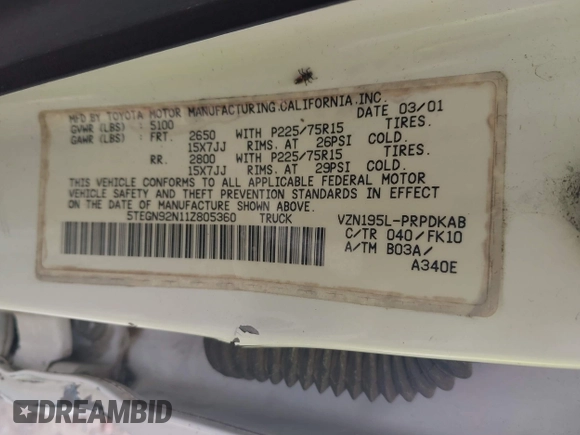 MFD BY TOYOTA MOTOR MANUFACTURING,CALIFORNIA,INC.
DATE 03/01
GVWR (LBS) : 5100
GAWR (LBS) : FRT. 2650 WITH P225/75R15 TIRES.
15X7JJ RIMS. AT 26PSI COLD.
RR. 2800 WITH P225/75R15 TIRES.
15X7JJ RIMS. AT 29PSI COLD.
THIS VEHICLE CONFORMS TO ALL APPLICABLE FEDERAL MOTOR
VEHICLE SAFETY AND THEFT PREVENTION STANDARDS IN EFFECT
ON THE DATE OF MANUFACTURE SHOWN ABOVE.
5TEGN92N11Z805360 TRUCK VZN195L-PRPDKAB
C/TR 040/FK10
A/TM B03A/
A340E
DREAMBID